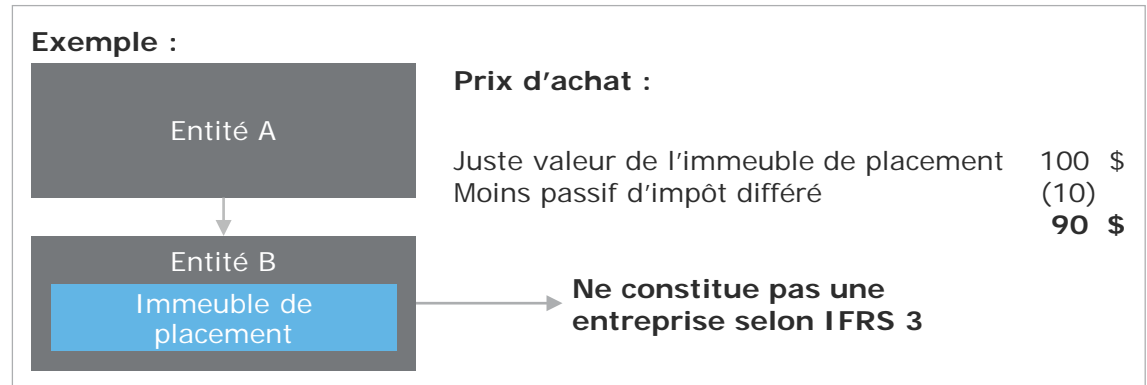 Exemple :
Entité A
Prix d'achat :
Juste valeur de l'immeuble de placement 100 $
Moins passif d'impôt différé (10)
90 $
Entité B
Immeuble de
placement
Ne constitue pas une
entreprise selon IFRS 3